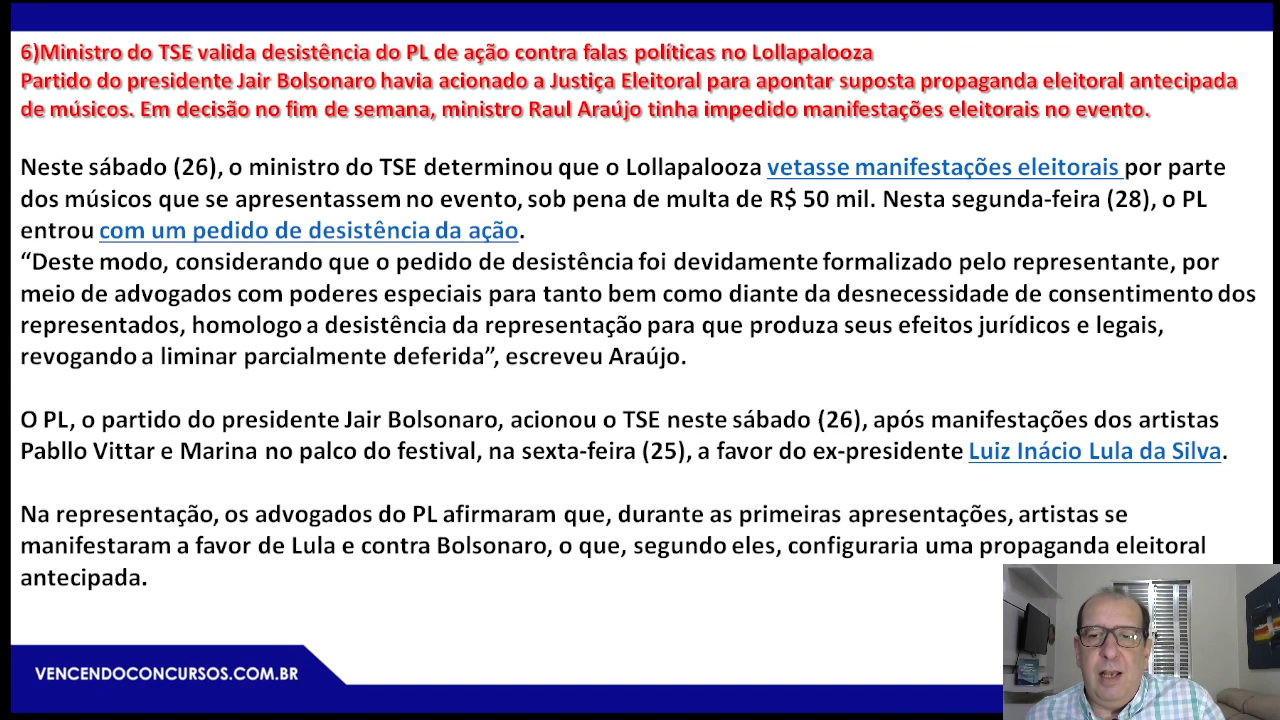 6)Ministro do TSE valida desistência do PL de ação contra falas políticas no Lollapalooza
Partido do presidente Jair Bolsonaro havia acionado a Justiça Eleitoral para apontar suposta propaganda eleitoral antecipada
de músicos. Em decisão no fim de semana, ministro Raul Araújo tinha impedido manifestações eleitorais no evento.
Neste sábado (26), o ministro do TSE determinou que o Lollapalooza vetasse manifestações eleitorais por parte
dos músicos que se apresentassem no evento, sob pena de multa de R$ 50 mil. Nesta segunda-feira (28), o PL
entrou com um pedido de desistência da ação.
“Deste modo, considerando que o pedido de desistência foi devidamente formalizado pelo representante, por
meio de advogados com poderes especiais para tanto bem como diante da desnecessidade de consentimento dos
representados, homologo a desistência da representação para que produza seus efeitos jurídicos e legais,
revogando a liminar parcialmente deferida”, escreveu Araújo.
O PL, o partido do presidente Jair Bolsonaro, acionou o TSE neste sábado (26), após manifestações dos artistas
Pabllo Vittar e Marina no palco do festival, na sexta-feira (25), a favor do ex-presidente Luiz Inácio Lula da Silva.
Na representação, os advogados do PL afirmaram que, durante as primeiras apresentações, artistas se
manifestaram a favor de Lula e contra Bolsonaro, o que, segundo eles, configuraria uma propaganda eleitoral
antecipada.
VENCENDOCONCURSOS.COM.BR